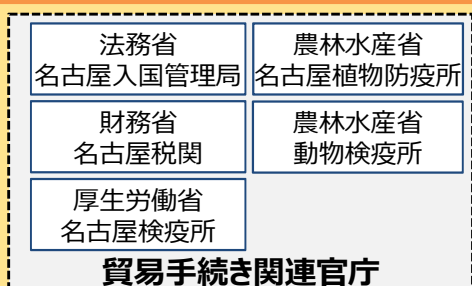 法務省
名古屋入国管理局
農林水産省
名古屋植物防疫所
財務省
名古屋税関
農林水産省
動物検疫所
厚生労働省
名古屋検疫所
貿易手続き関連官庁